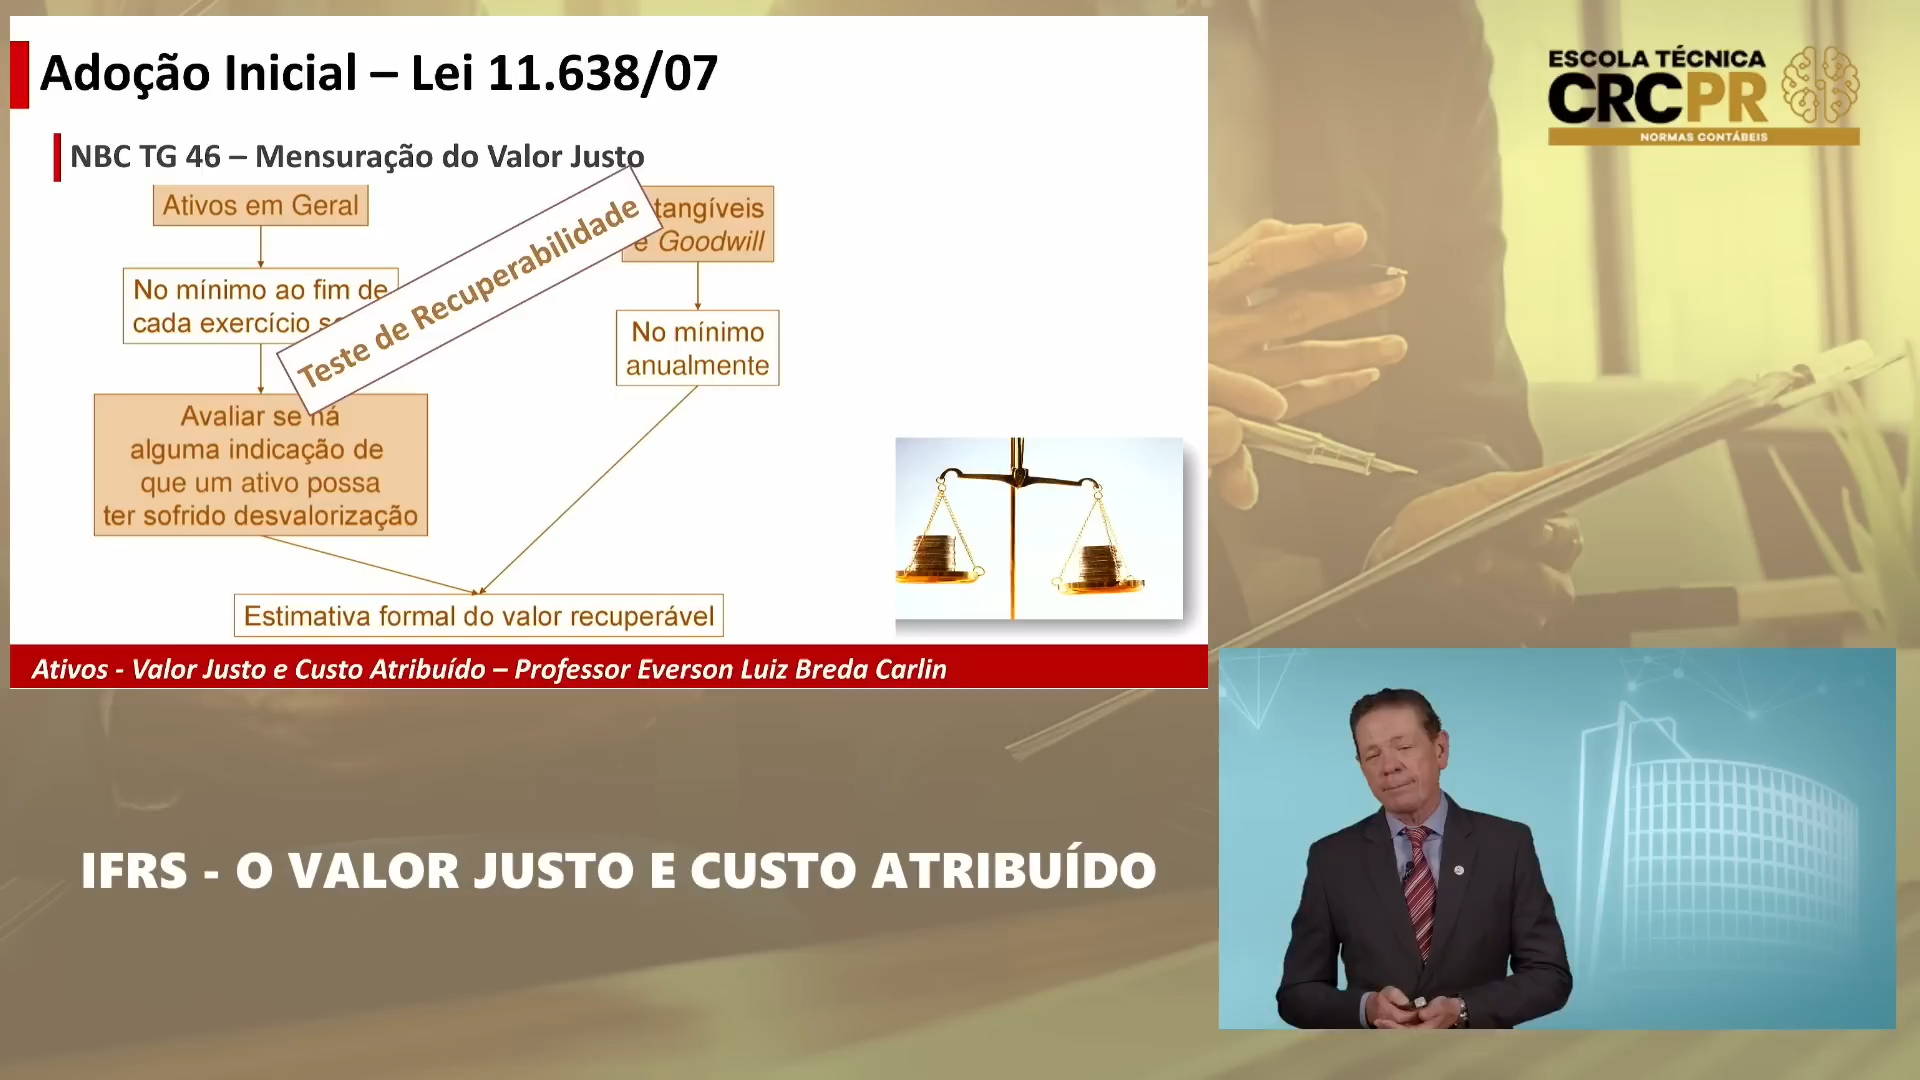 Adoção Inicial – Lei 11.638/07
NBC TG 46 – Mensuração do Valor Justo
Ativos em Geral
No mínimo ao fim de
cada exercício
Teste de Recuperabilidade
tangíveis
e Goodwill
No mínimo
anualmente
Avaliar se há
alguma indicação de
que um ativo possa
ter sofrido desvalorização
Estimativa formal do valor recuperável
Ativos - Valor Justo e Custo Atribuído – Professor Everson Luiz Breda Carlin
ESCOLA TÉCNICA
CRCPR
NORMAS CONTÁBEIS
IFRS - O VALOR JUSTO E CUSTO ATRIBUÍDO